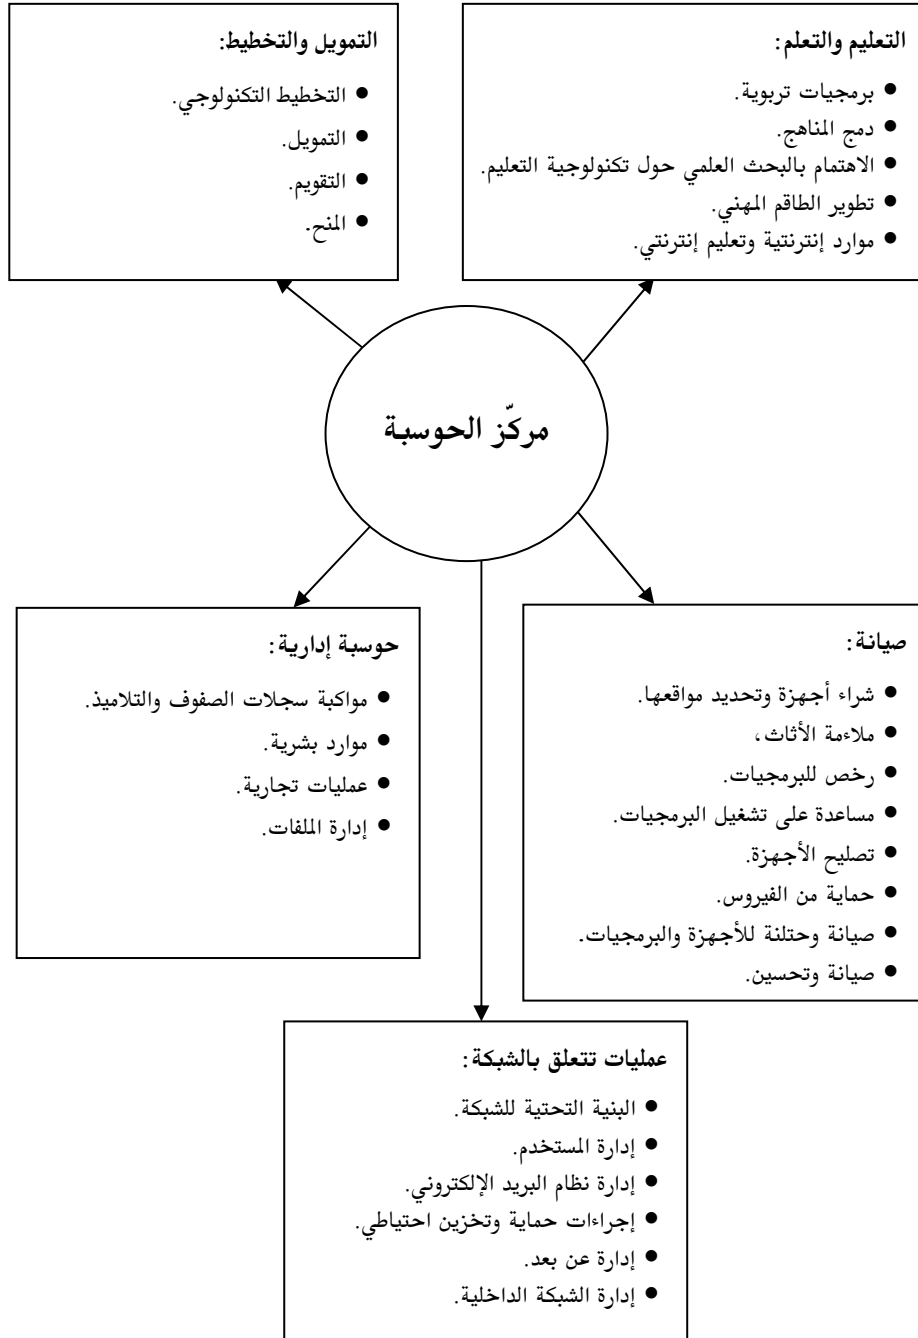 التعليم والتعلم:
● برمجيات تربوية.
● دمج المناهج.
● الاهتمام بالبحث العلمي حول تكنولوجية التعليم.
● تطوير الطاقم المهني.
● موارد إنترنتية وتعليم إنترنتي.
التمويل والتخطيط:
● التخطيط التكنولوجي.
● التمويل.
● التقويم.
● المنح.
مركّز الحوسبة
صيانة:
● شراء أجهزة وتحديد مواقعها.
● ملاءمة الأثاث،
● رخص للبرمجيات.
● مساعدة على تشغيل البرمجيات.
● تصليح الأجهزة.
● حماية من الفيروس.
● صيانة وحتلنة للأجهزة والبرمجيات.
● صيانة وتحسين.
حوسبة إدارية:
● مواكبة سجلات الصفوف والتلاميذ.
● موارد بشرية.
● عمليات تجارية.
● إدارة الملفات.
عمليات تتعلق بالشبكة:
● البنية التحتية للشبكة.
● إدارة المستخدم.
● إدارة نظام البريد الإلكتروني.
● إجراءات حماية وتخزين احتياطي.
● إدارة عن بعد.
● إدارة الشبكة الداخلية.